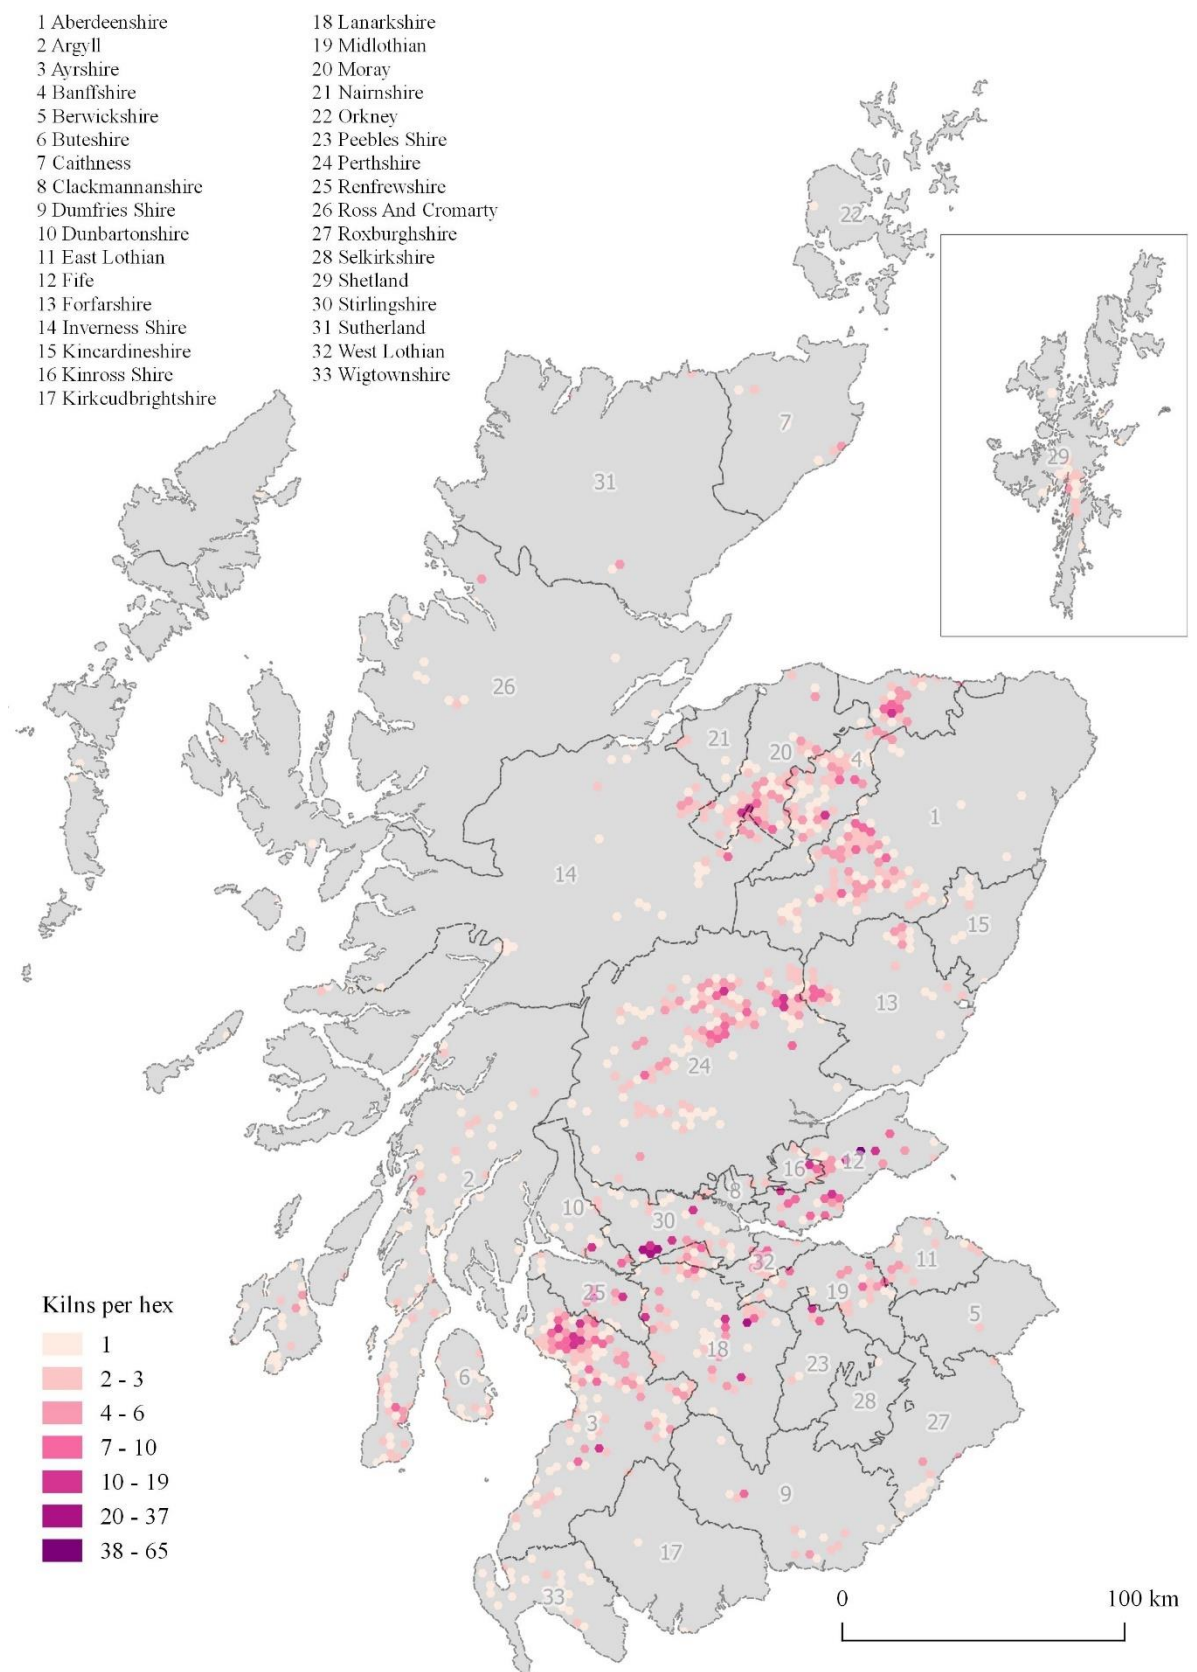 1 Aberdeenshire
2 Argyll
3 Ayrshire
4 Banffshire
5 Berwickshire
6 Buteshire
7 Caithness
8 Clackmannanshire
9 Dumfries Shire
10 Dunbartonshire
11 East Lothian
12 Fife
13 Forfarshire
14 Inverness Shire
15 Kincardineshire
16 Kinross Shire
17 Kirkcudbrightshire
18 Lanarkshire
19 Midlothian
20 Moray
21 Nairnshire
22 Orkney
23 Peebles Shire
24 Perthshire
25 Renfrewshire
26 Ross And Cromarty
27 Roxburghshire
28 Selkirkshire
29 Shetland
30 Stirlingshire
31 Sutherland
32 West Lothian
33 Wigtownshire
22
7
29
31
26
21
20
4
1
14
15
13
24
2
16
12
8
10
30
11
32
25
19
5
18
23
6
28
3
27
9
17
33
Kilns per hex
1
2 - 3
4 - 6
7 - 10
10 - 19
20 - 37
38 - 65
0
100 km